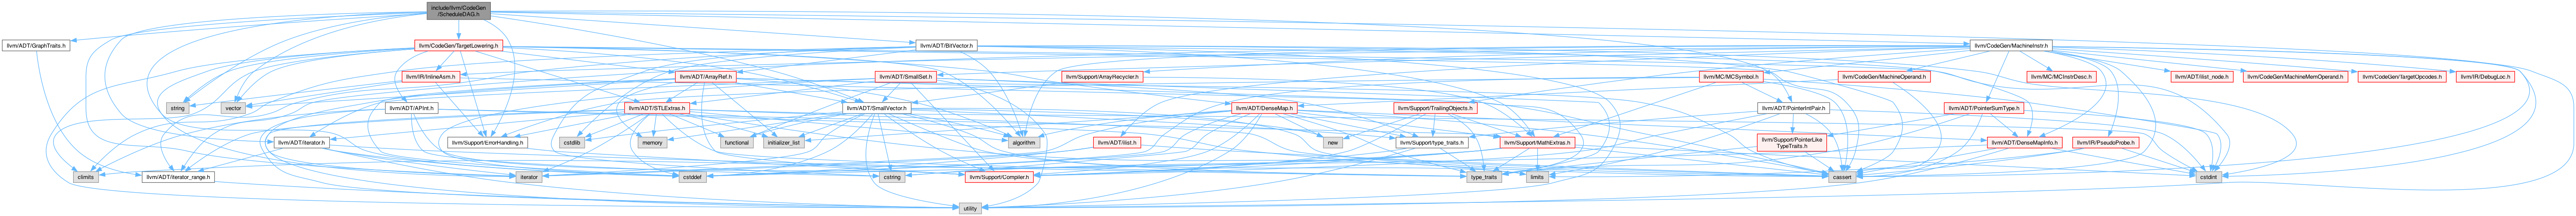 include/llvm/CodeGen
/ScheduleDAG.h
llvm/ADT/GraphTraits.h
llvm/CodeGen/TargetLowering.h
llvm/ADT/BitVector.h
llvm/CodeGen/MachineInstr.h
llvm/IR/InlineAsm.h
llvm/ADT/ArrayRef.h
llvm/ADT/SmallSet.h
llvm/Support/ArrayRecycler.h
llvm/MC/MCSymbol.h
llvm/CodeGen/MachineOperand.h
llvm/MC/MCInstrDesc.h
llvm/ADT/ilist_node.h
llvm/CodeGen/MachineMemOperand.h
llvm/CodeGen/TargetOpcodes.h
llvm/IR/DebugLoc.h
string
vector
llvm/ADT/APInt.h
llvm/ADT/STLExtras.h
llvm/ADT/SmallVector.h
llvm/ADT/DenseMap.h
llvm/Support/TrailingObjects.h
llvm/ADT/PointerIntPair.h
llvm/ADT/PointerSumType.h
llvm/ADT/iterator.h
llvm/Support/ErrorHandling.h
cstdlib
memory
functional
initializer_list
algorithm
llvm/ADT/ilist.h
new
llvm/Support/type_traits.h
llvm/Support/MathExtras.h
llvm/Support/PointerLike
TypeTraits.h
llvm/ADT/DenseMapInfo.h
llvm/IR/PseudoProbe.h
climits
llvm/ADT/iterator_range.h
iterator
cstddef
cstring
llvm/Support/Compiler.h
type_traits
limits
cassert
cstdint
utility